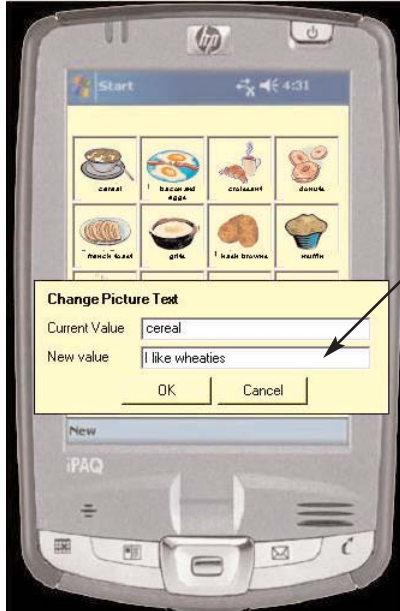 hp
Start 4:31
cereal bacon and eggs croissant donuts
french toast grits hash browns muffin
Change Picture Text
Current Value cereal
New value I like wheaties
OK Cancel
New
iPAQ